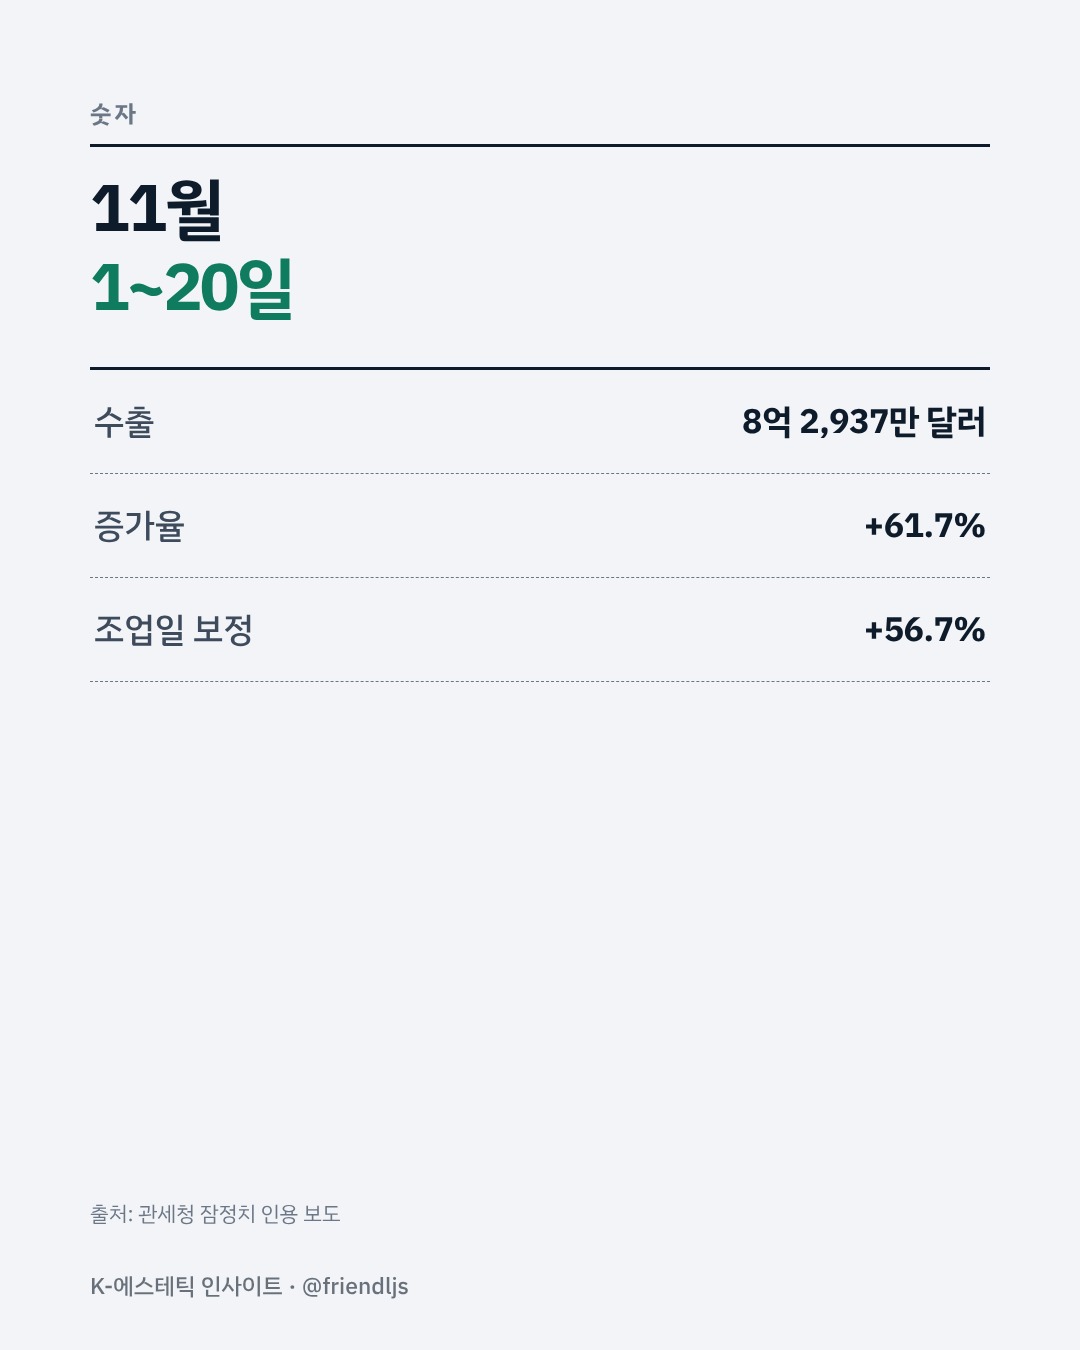 숫자
11월
1~20일
수출 8억 2,937만 달러
증가율 +61.7%
조업일 보정 +56.7%
출처: 관세청 잠정치 인용 보도
K-에스테틱 인사이트 · @friendljs